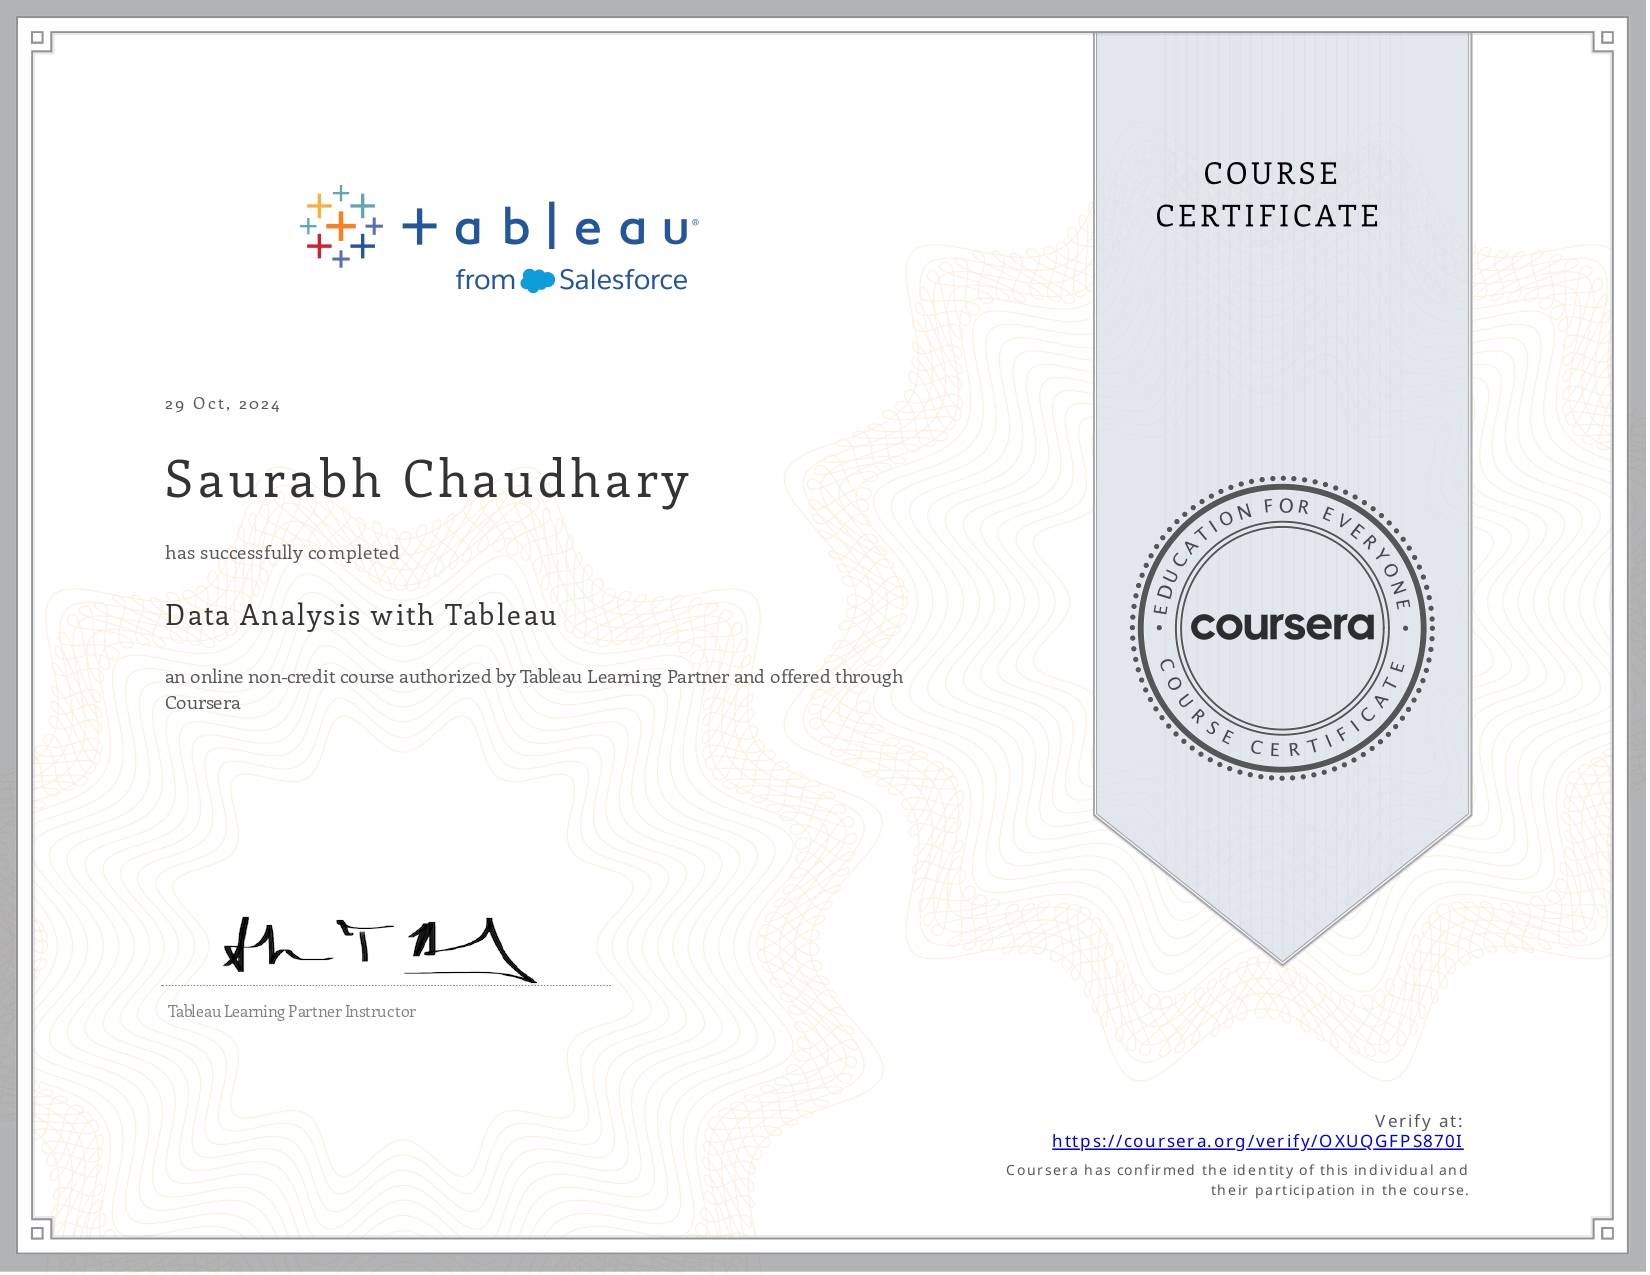 COURSE
CERTIFICATE
+ableau®
from Salesforce
29 Oct, 2024
Saurabh Chaudhary
has successfully completed
Data Analysis with Tableau
an online non-credit course authorized by Tableau Learning Partner and offered through
Coursera
EDUCATION FOR EVERYONE
coursera
COURSE CERTIFICATE
Tableau Learning Partner Instructor
Verify at:
https://coursera.org/verify/OXUQGFPS870I
Coursera has confirmed the identity of this individual and
their participation in the course.